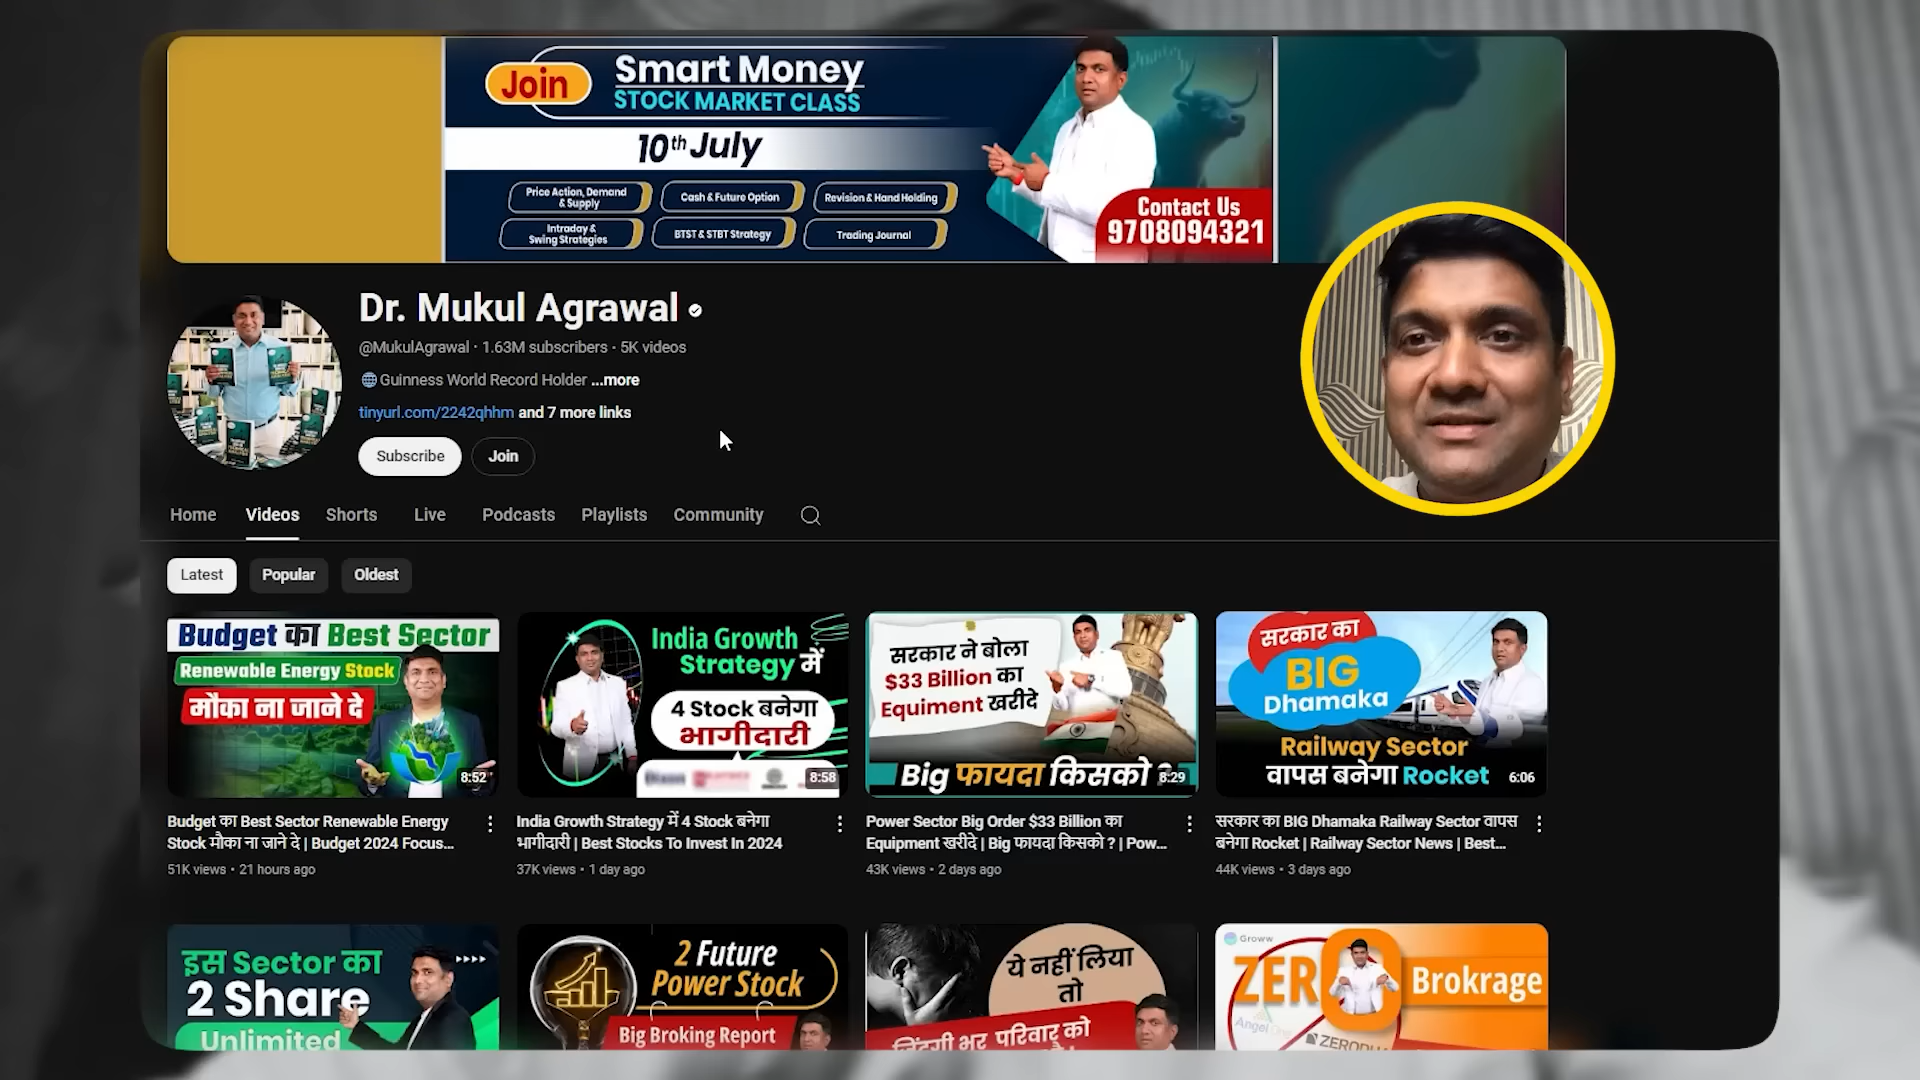 Join
Smart Money
STOCK MARKET CLASS
10th July
Price Action, Demand
& Supply
Cash & Future Option
Revision & Hand Holding
Intraday &
Swing Strategies
BTST & STBT Strategy
Trading Journal
Contact Us
9708094321
Dr. Mukul Agrawal
@MukulAgrawal · 1.63M subscribers · 5K videos
Guinness World Record Holder ...more
tinyurl.com/2242qhhm and 7 more links
Subscribe
Join
Home
Videos
Shorts
Live
Podcasts
Playlists
Community
Latest
Popular
Oldest
Budget का Best Sector
Renewable Energy Stock
मौका ना जाने दे
8:52
India Growth
Strategy में
4 Stock बनेगा
भागीदारी
8:58
सरकार ने बोला
$33 Billion का
Equiment खरीदे
Big फायदा किसको ?
8:29
सरकार का
BIG
Dhamaka
Railway Sector
वापस बनेगा Rocket
6:06
Budget का Best Sector Renewable Energy
Stock मौका ना जाने दे | Budget 2024 Focus...
51K views · 21 hours ago
India Growth Strategy में 4 Stock बनेगा
भागीदारी | Best Stocks To Invest In 2024
37K views · 1 day ago
Power Sector Big Order $33 Billion का
Equipment खरीदे | Big फायदा किसको ? | Pow...
43K views · 2 days ago
सरकार का BIG Dhamaka Railway Sector वापस
बनेगा Rocket | Railway Sector News | Best...
44K views · 3 days ago
इस Sector का
2 Share
Unlimited
2 Future
Power Stock
Big Broking Report
ये नहीं लिया
तो
जिंदगी भर परिवार को
Groww
ZER
Brokrage